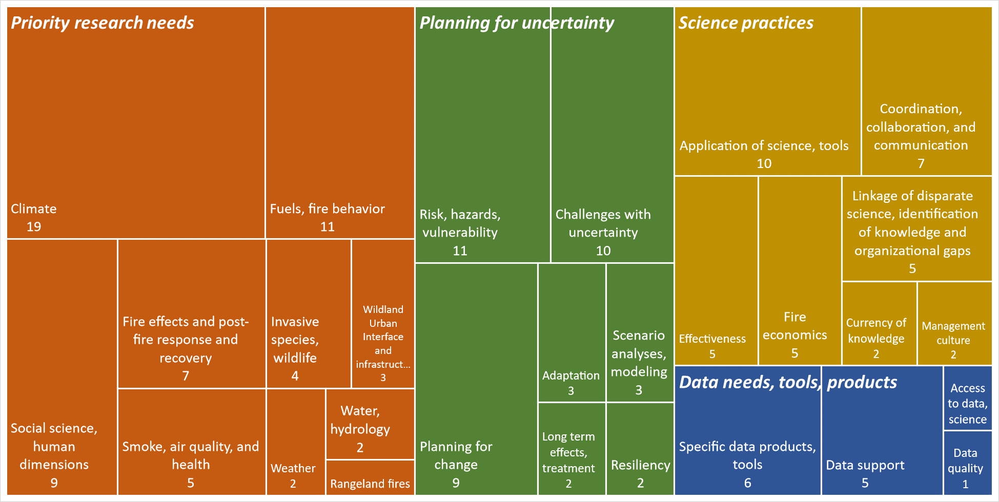 Priority research needs
Climate
19
Fuels, fire behavior
11
Social science,
human
dimensions
9
Fire effects and post-
fire response and
recovery
7
Smoke, air quality, and
health
5
Invasive
species,
wildlife
4
Wildland
Urban
Interface
and
infrastruct...
3
Weather
2
Water,
hydrology
2
Rangeland fires
Planning for uncertainty
Risk, hazards,
vulnerability
11
Challenges with
uncertainty
10
Planning for
change
9
Adaptation
3
Scenario
analyses,
modeling
3
Long term
effects,
treatment
2
Resiliency
2
Science practices
Application of science, tools
10
Coordination,
collaboration, and
communication
7
Effectiveness
5
Fire
economics
5
Linkage of disparate
science, identification
of knowledge and
organizational gaps
5
Currency of
knowledge
2
Management
culture
2
Data needs, tools, products
Specific data products,
tools
6
Data support
5
Access
to data,
science
Data
quality
1